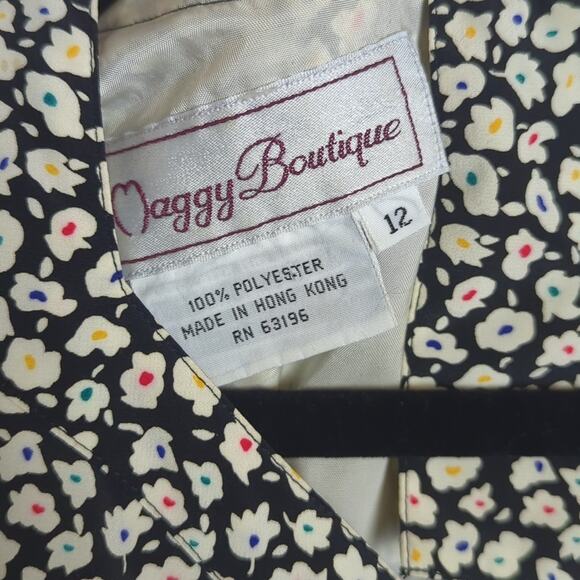 Maggy Boutique
12
100% POLYESTER
MADE IN HONG KONG
RN 63196